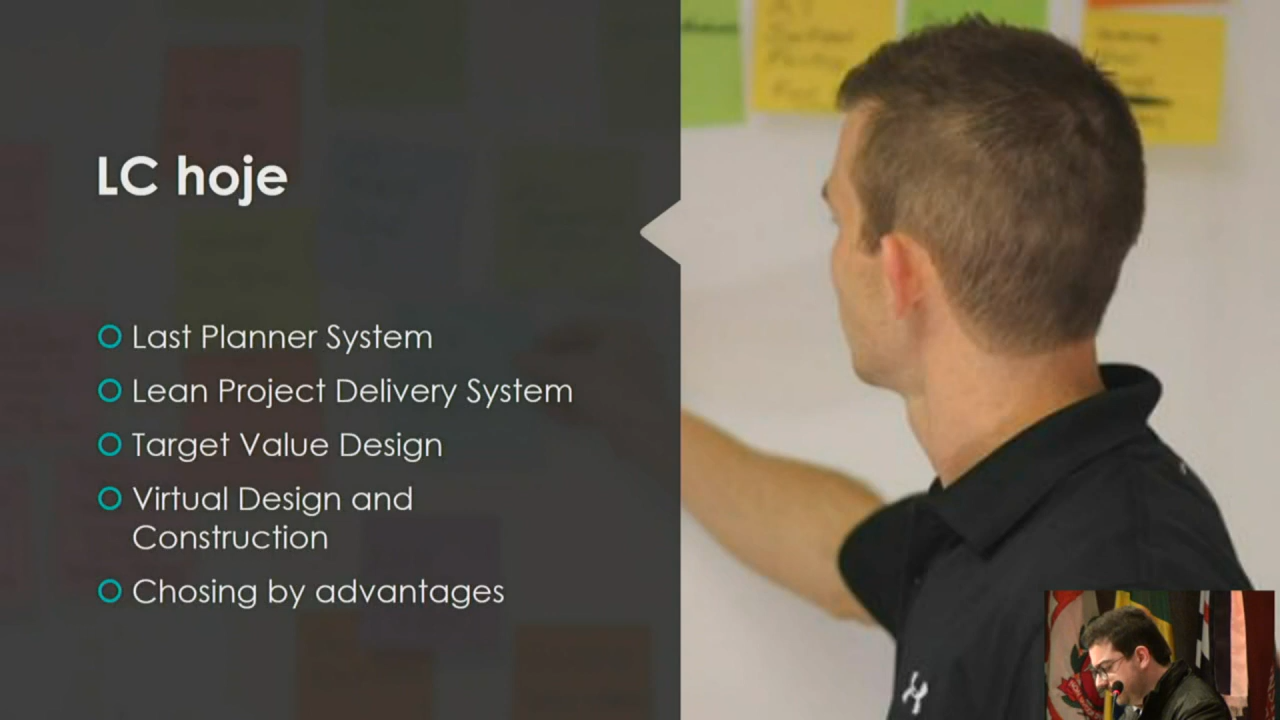 LC hoje
Last Planner System
Lean Project Delivery System
Target Value Design
Virtual Design and
Construction
Chosing by advantages